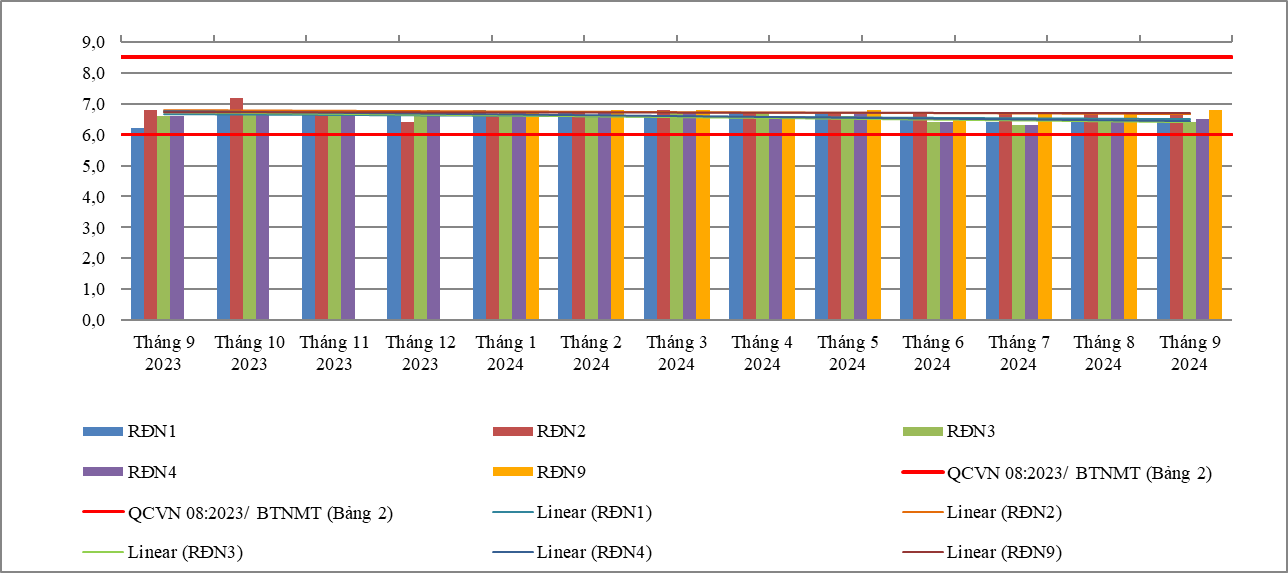 9,0
8,0
7,0
6,0
5,0
4,0
3,0
2,0
1,0
0,0
Tháng 9 Tháng 10 Tháng 11 Tháng 12 Tháng 1 Tháng 2 Tháng 3 Tháng 4 Tháng 5 Tháng 6 Tháng 7 Tháng 8 Tháng 9
2023 2023 2023 2023 2024 2024 2024 2024 2024 2024 2024 2024 2024
RĐN1 RĐN2 RĐN3
RĐN4 RĐN9 QCVN 08:2023/ BTNMT (Bảng 2)
QCVN 08:2023/ BTNMT (Bảng 2) Linear (RĐN1) Linear (RĐN2)
Linear (RĐN3) Linear (RĐN4) Linear (RĐN9)